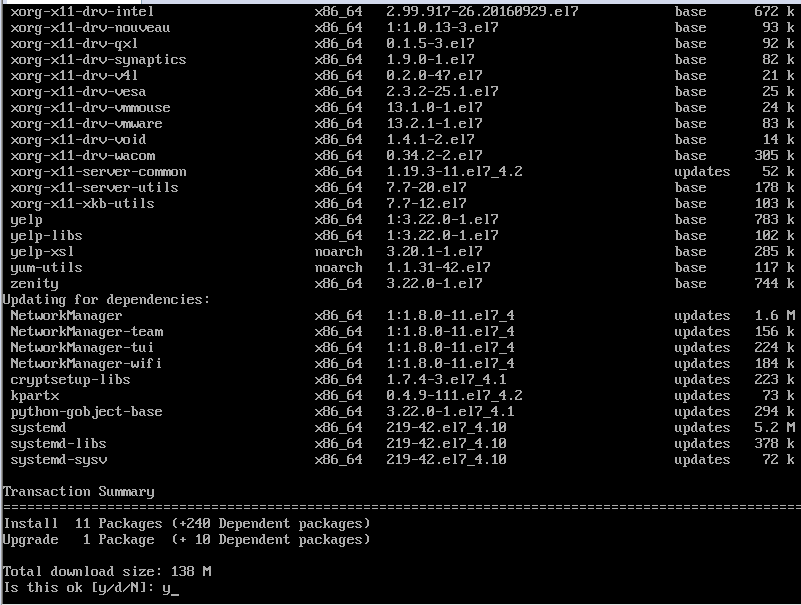 xorg-x11-drv-intel x86_64 2.99.917-26.20160929.el7 base 672 k
xorg-x11-drv-nouveau x86_64 1:1.0.13-3.el7 base 93 k
xorg-x11-drv-qxl x86_64 0.1.5-3.el7 base 92 k
xorg-x11-drv-synaptics x86_64 1.9.0-1.el7 base 82 k
xorg-x11-drv-v4l x86_64 0.2.0-47.el7 base 21 k
xorg-x11-drv-vesa x86_64 2.3.2-25.1.el7 base 25 k
xorg-x11-drv-vmmouse x86_64 13.1.0-1.el7 base 24 k
xorg-x11-drv-vmware x86_64 13.2.1-1.el7 base 83 k
xorg-x11-drv-void x86_64 1.4.1-2.el7 base 14 k
xorg-x11-drv-wacom x86_64 0.34.2-2.el7 base 305 k
xorg-x11-server-common x86_64 1.19.3-11.el7_4.2 updates 52 k
xorg-x11-server-utils x86_64 7.7-20.el7 base 178 k
xorg-x11-xkb-utils x86_64 7.7-12.el7 base 103 k
yelp x86_64 1:3.22.0-1.el7 base 783 k
yelp-libs x86_64 1:3.22.0-1.el7 base 102 k
yelp-xsl noarch 3.20.1-1.el7 base 285 k
yum-utils noarch 1.1.31-42.el7 base 117 k
zenity x86_64 3.22.0-1.el7 base 744 k
Updating for dependencies:
NetworkManager x86_64 1:1.8.0-11.el7_4 updates 1.6 M
NetworkManager-team x86_64 1:1.8.0-11.el7_4 updates 156 k
NetworkManager-tui x86_64 1:1.8.0-11.el7_4 updates 224 k
NetworkManager-wifi x86_64 1:1.8.0-11.el7_4 updates 184 k
cryptsetup-libs x86_64 1.7.4-3.el7_4.1 updates 223 k
kpartx x86_64 0.4.9-111.el7_4.2 updates 73 k
python-gobject-base x86_64 3.22.0-1.el7_4.1 updates 294 k
systemd x86_64 219-42.el7_4.10 updates 5.2 M
systemd-libs x86_64 219-42.el7_4.10 updates 378 k
systemd-sysv x86_64 219-42.el7_4.10 updates 72 k
Transaction Summary
====================================================================================================
Install 11 Packages (+240 Dependent packages)
Upgrade 1 Package (+ 10 Dependent packages)
Total download size: 138 M
Is this ok [y/d/N]: y_